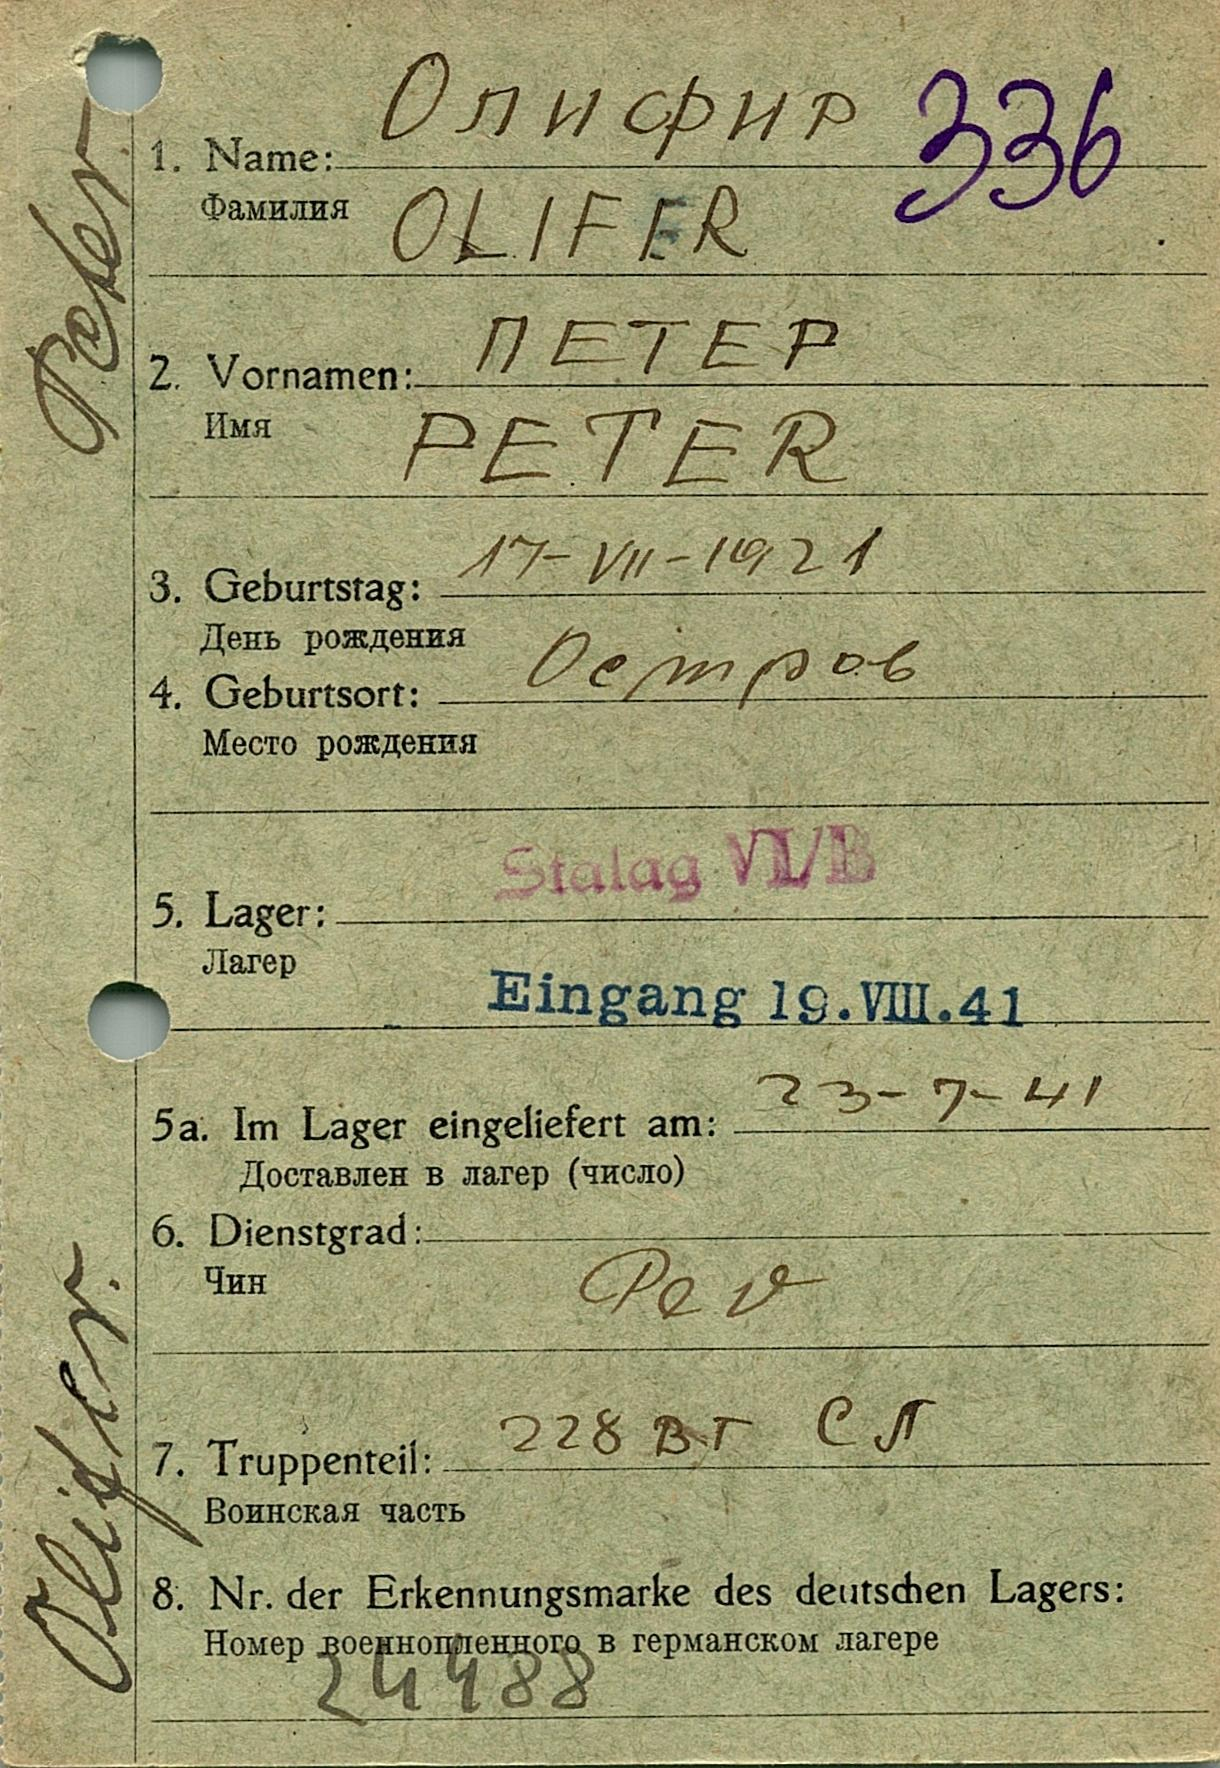 Олифир 336
1. Name:
Фамилия OLIFER
ПЕТЕР
2. Vornamen:
Имя PETER
17-VII-1921
3. Geburtstag:
День рождения
Остров
4. Geburtsort:
Место рождения
Stalag VI/B
5. Lager:
Лагер
Eingang 19.VIII.41
5a. Im Lager eingeliefert am: 23-7-41
Доставлен в лагер (число)
6. Dienstgrad:
Чин
7. Truppenteil: 228 СП
Воинская часть
8. Nr. der Erkennungsmarke des deutschen Lagers:
Номер военнопленного в германском лагере
24488
Olifer. Peter